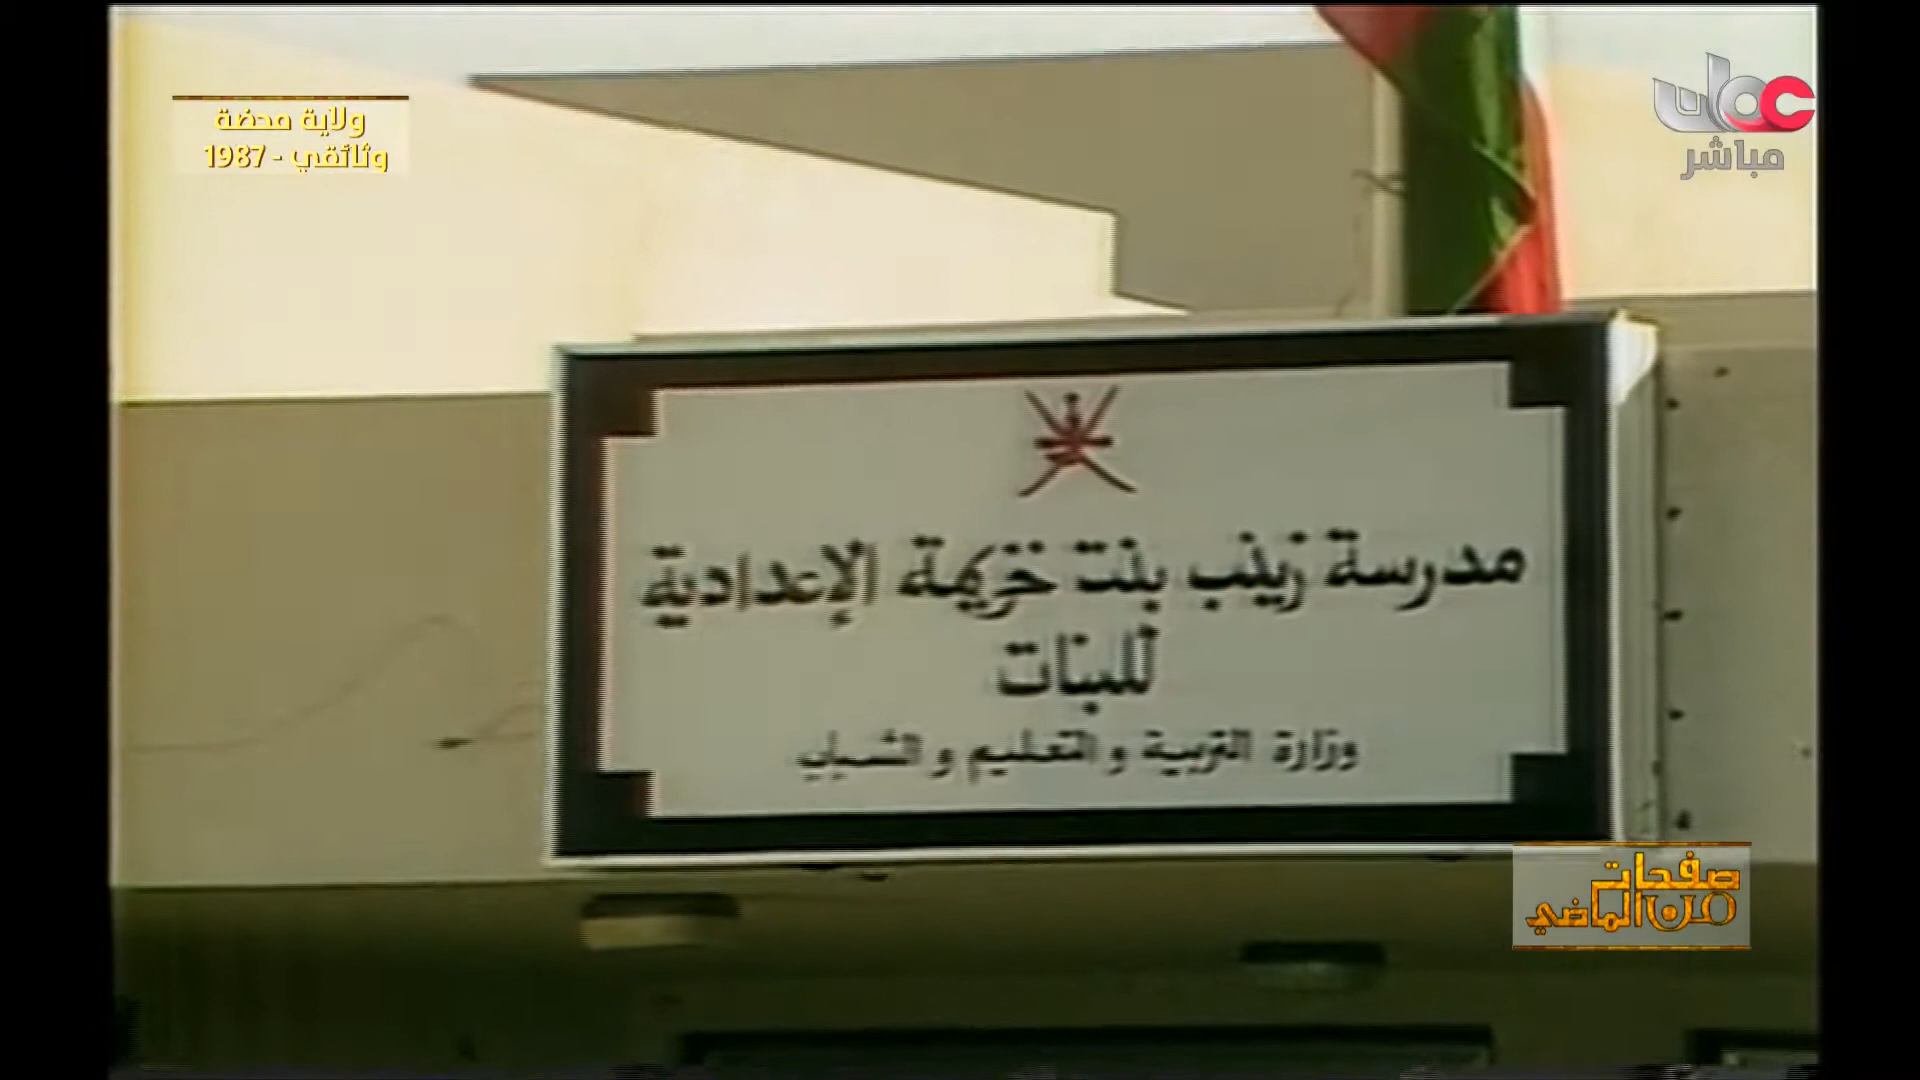 ولاية محضة
وثائقي - 1987
عمان
مباشر
مدرسة زينب بنت خزيمة الإعدادية
للبنات
وزارة التربية والتعليم والشباب
صفحات
من الماضي